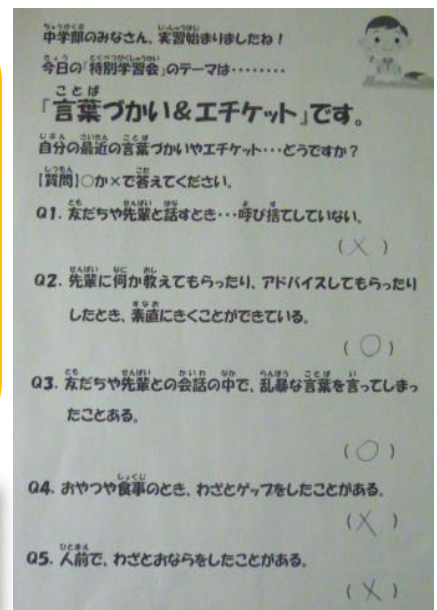 中学部のみなさん、実習始まりましたね！
今日の「特別学習会」のテーマは‥‥‥‥
『言葉づかい＆エチケット』です。
自分の最近の言葉づかいやエチケット・・・どうですか？
【質問】○か×で答えてください。
Q1. 友だちや先輩と話すとき・・・呼び捨てしていない。
（×）
Q2. 先輩に何か教えてもらったり、アドバイスしてもらったり
したとき、素直にきくことができている。
（○）
Q3. 友だちや先輩との会話の中で、乱暴な言葉を言ってしまっ
たことある。
（○）
Q4. おやつや食事のとき、わざとゲップをしたことがある。
（×）
Q5. 人前で、わざとおならをしたことがある。
（×）